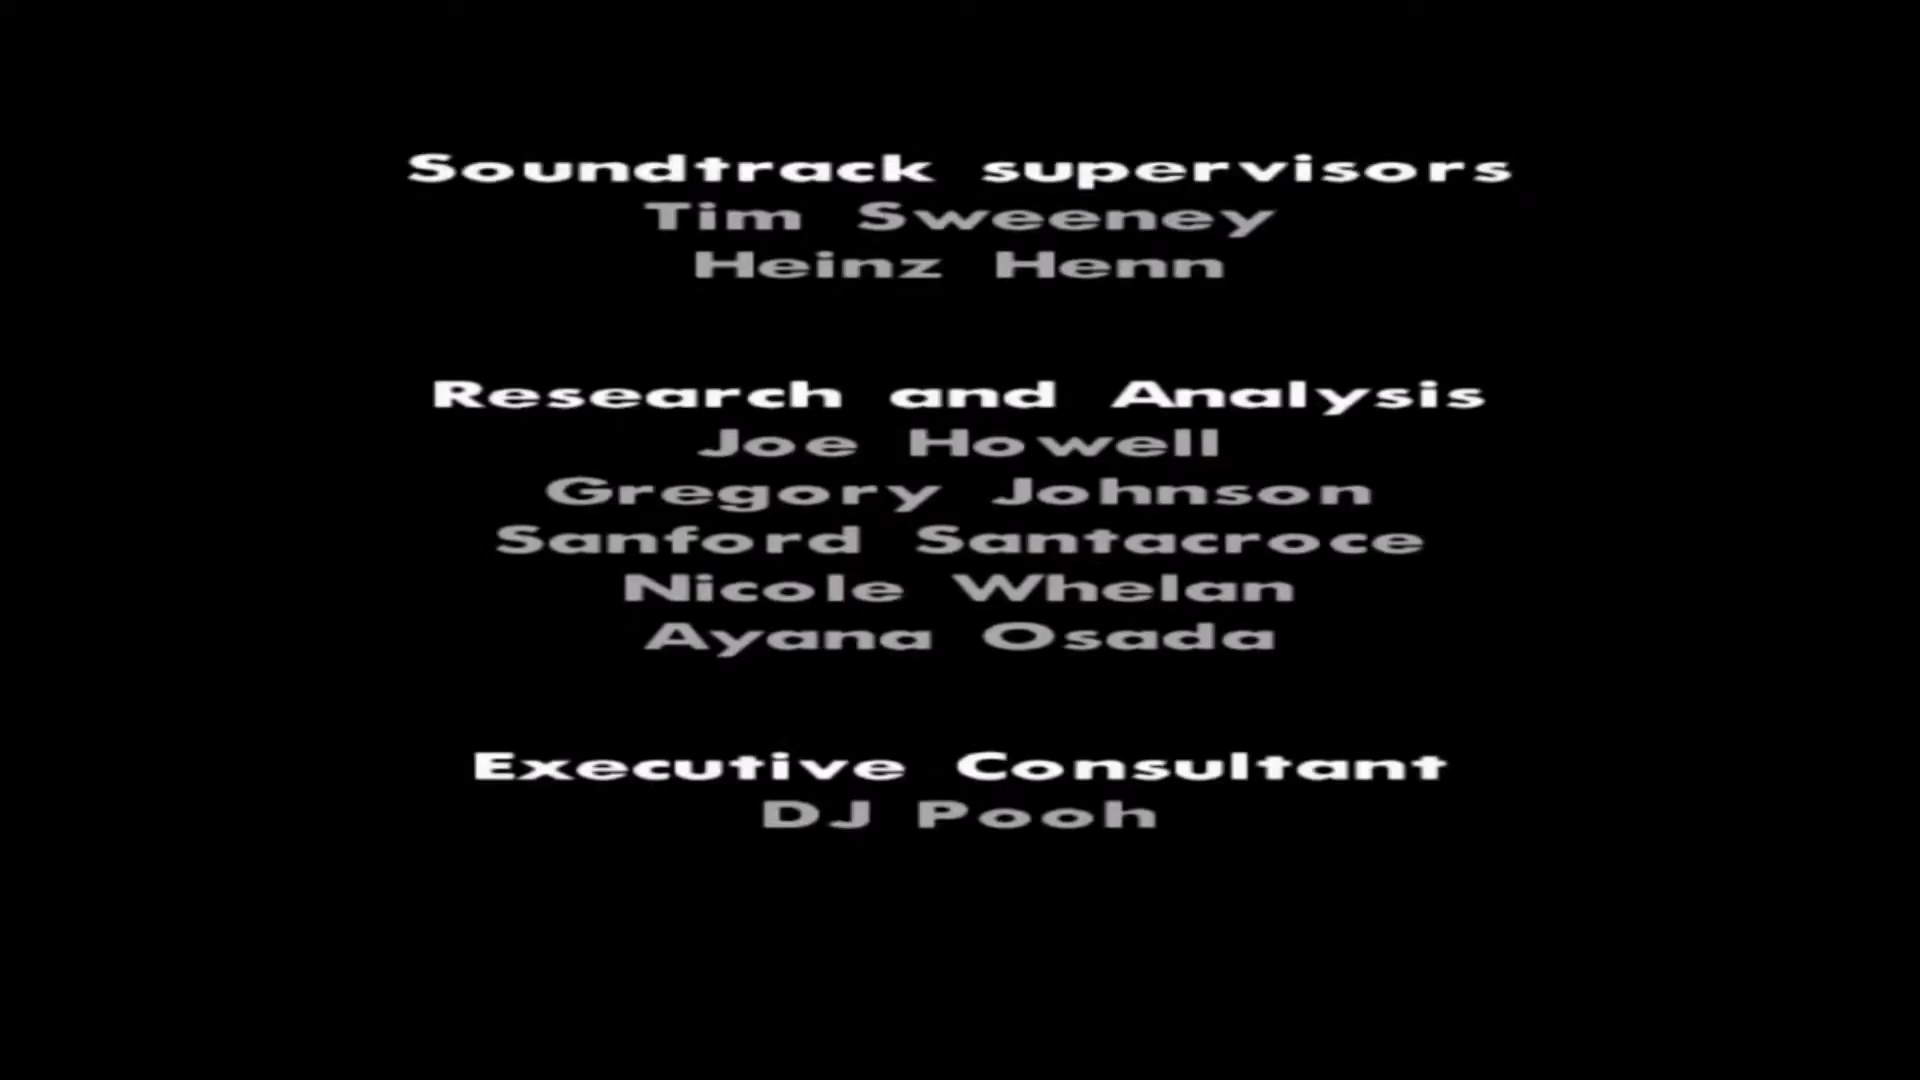 Soundtrack supervisors
Tim Sweeney
Heinz Henn
Research and Analysis
Joe Howell
Gregory Johnson
Sanford Santacroce
Nicole Whelan
Ayana Osada
Executive Consultant
DJ Pooh